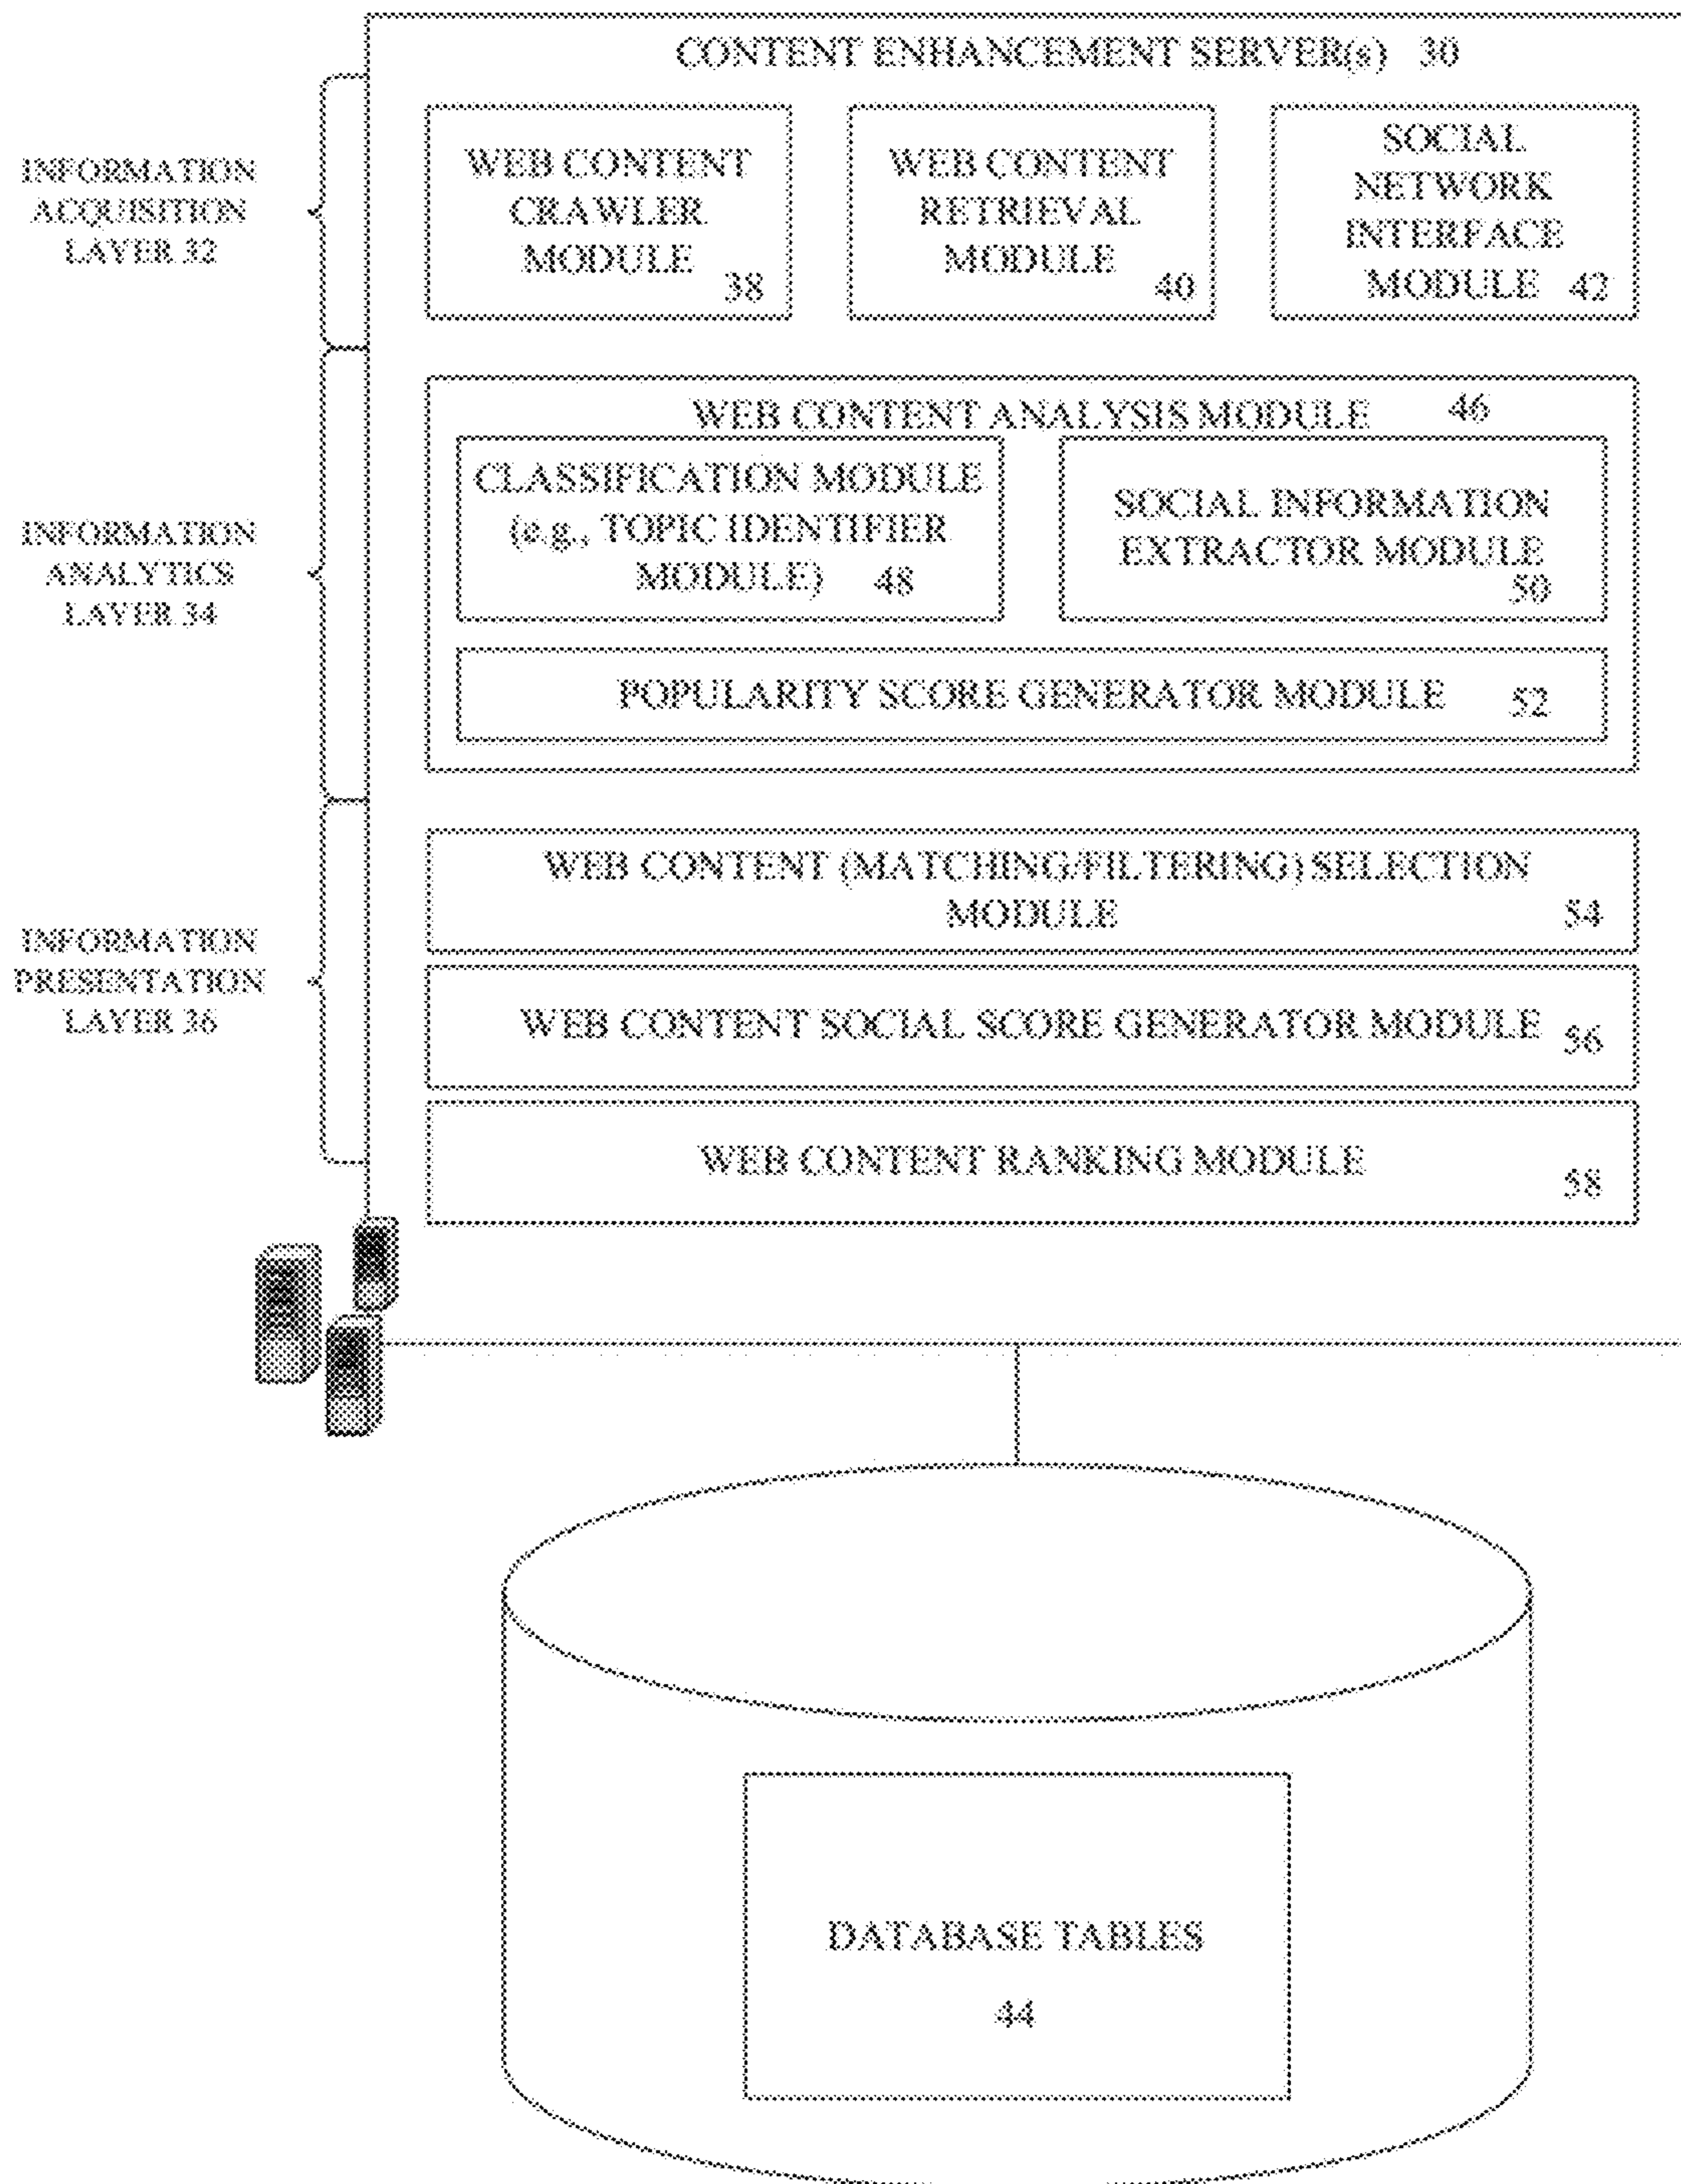 CONTENT ENHANCEMENT SERVER(s) 30
INFORMATION
ACQUISITION
LAYER 32
WEB CONTENT
CRAWLER
MODULE
38
WEB CONTENT
RETRIEVAL
MODULE
40
SOCIAL
NETWORK
INTERFACE
MODULE 42
INFORMATION
ANALYTICS
LAYER 34
WEB CONTENT ANALYSIS MODULE 46
CLASSIFICATION MODULE
(e.g., TOPIC IDENTIFIER
MODULE) 48
SOCIAL INFORMATION
EXTRACTOR MODULE
50
POPULARITY SCORE GENERATOR MODULE 52
INFORMATION
PRESENTATION
LAYER 36
WEB CONTENT (MATCHING/FILTERING) SELECTION
MODULE 54
WEB CONTENT SOCIAL SCORE GENERATOR MODULE 56
WEB CONTENT RANKING MODULE
58
DATABASE TABLES
44